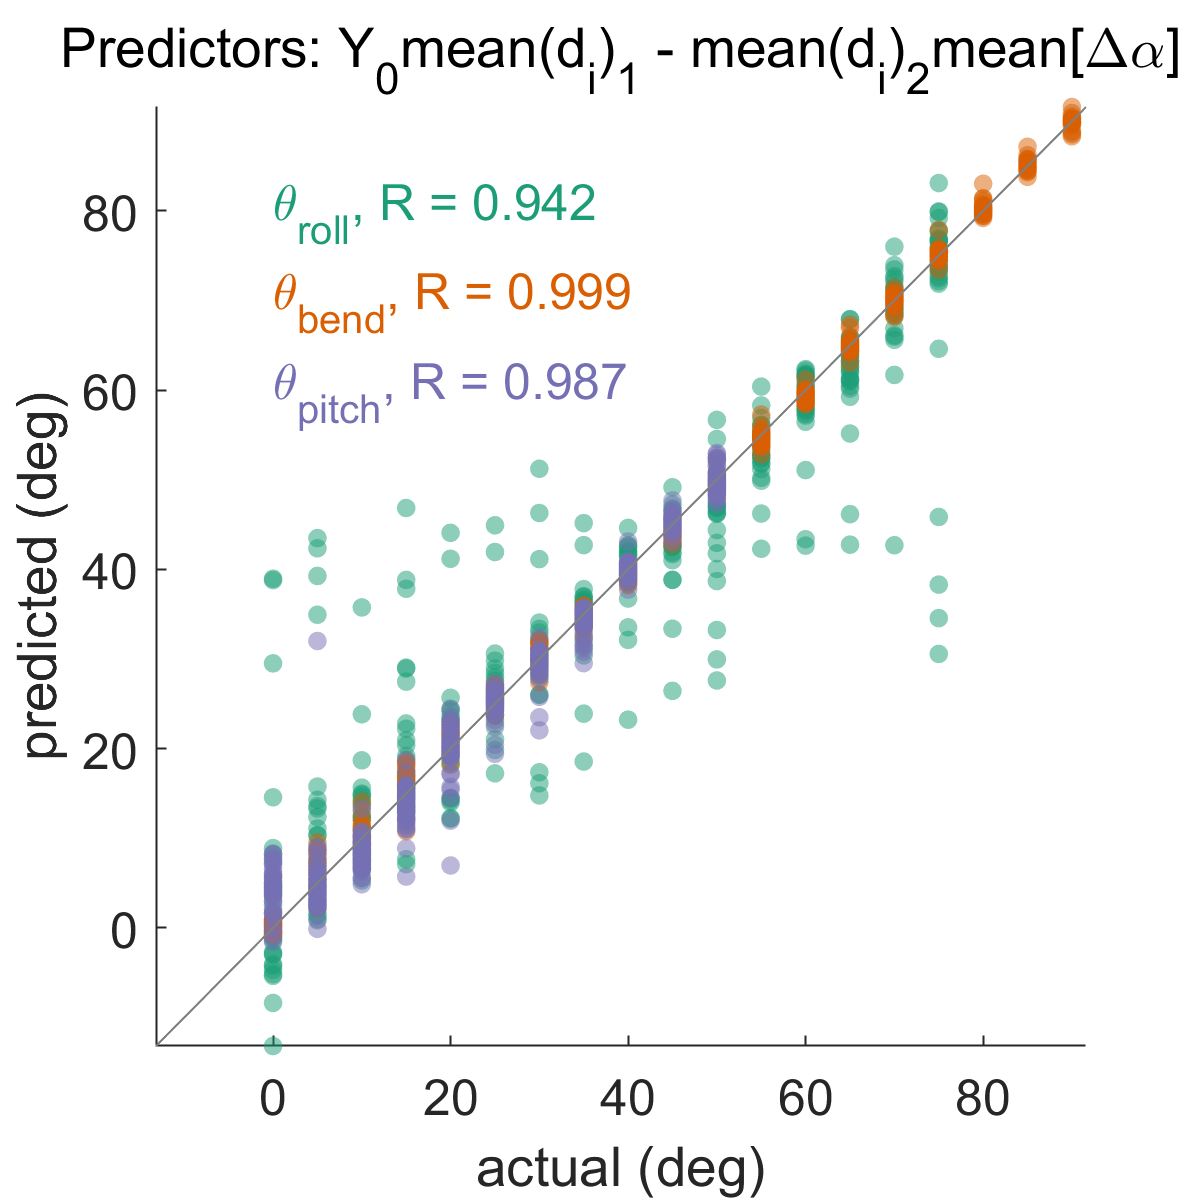 Predictors: Y₀mean(dᵢ)₁ - mean(dᵢ)₂mean[Δα]
θroll, R = 0.942
θbend, R = 0.999
θpitch, R = 0.987
predicted (deg)
80
60
40
20
0
0 20 40 60 80
actual (deg)